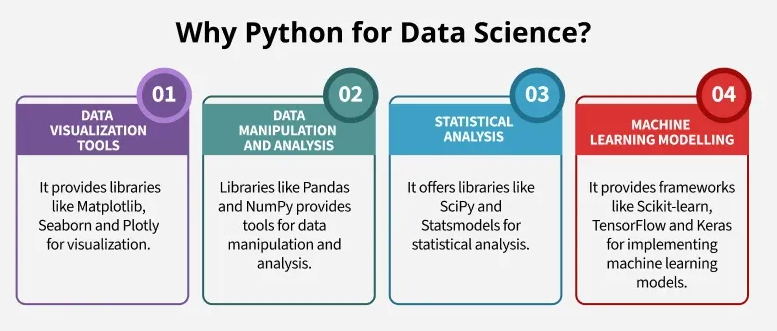 Why Python for Data Science?
01
DATA
VISUALIZATION
TOOLS
It provides libraries
like Matplotlib,
Seaborn and Plotly
for visualization.
02
DATA
MANIPULATION
AND ANALYSIS
Libraries like Pandas
and NumPy provides
tools for data
manipulation and
analysis.
03
STATISTICAL
ANALYSIS
It offers libraries like
SciPy and
Statsmodels for
statistical analysis.
04
MACHINE
LEARNING MODELLING
It provides frameworks
like Scikit-learn,
TensorFlow and Keras
for implementing
machine learning
models.